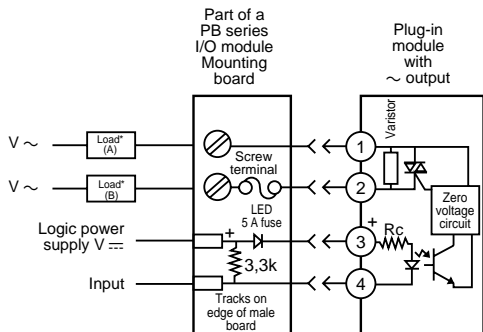 Part of a
PB series
I/O module
Mounting
board
Plug-in
module
with
~ output
V ~
Load*
(A)
1
Varistor
Screw
terminal
V ~
Load*
(B)
2
Zero
voltage
circuit
LED
5 A fuse
Logic power
supply V ⎓
+
+
3
Rc
3,3k
Input
4
Tracks on
edge of male
board